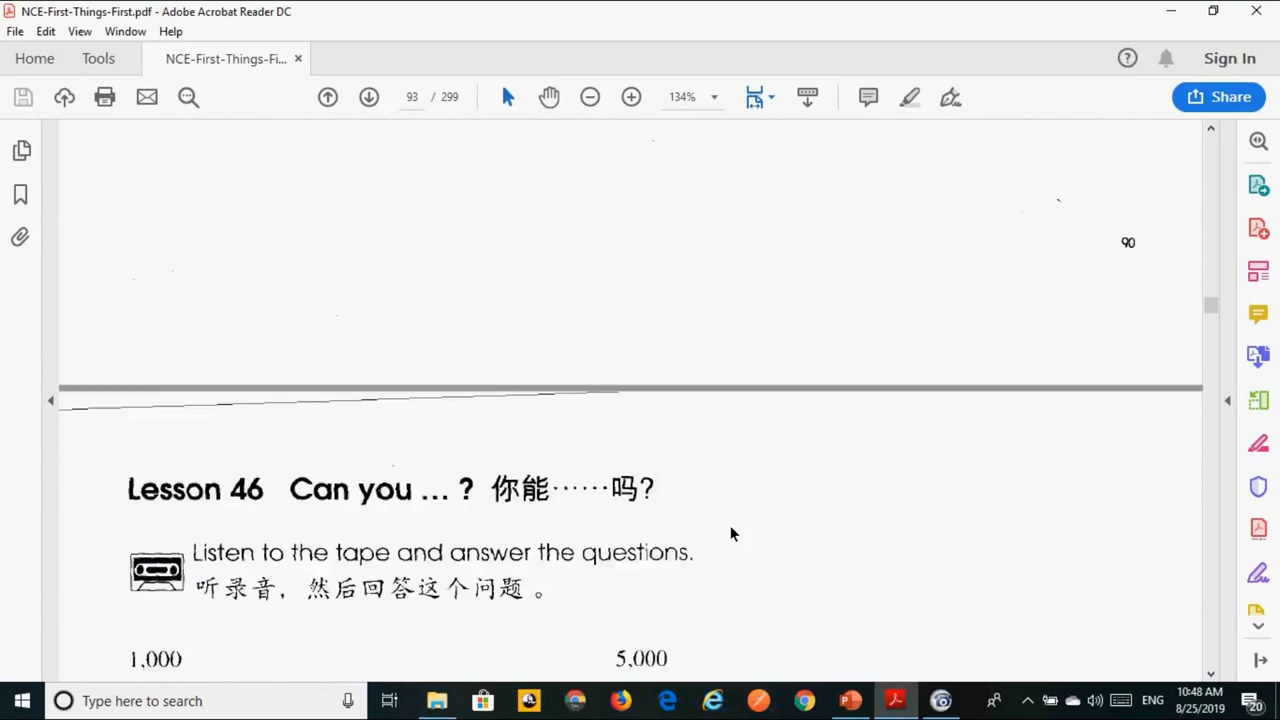 NCE-First-Things-First.pdf - Adobe Acrobat Reader DC
File Edit View Window Help
Home Tools NCE-First-Things-Fi... Sign In
93 / 299 134% Share
90
Lesson 46 Can you ... ? 你能……吗?
Listen to the tape and answer the questions.
听录音，然后回答这个问题。
1,000 5,000
Type here to search
ENG
10:48 AM
8/25/2019
20